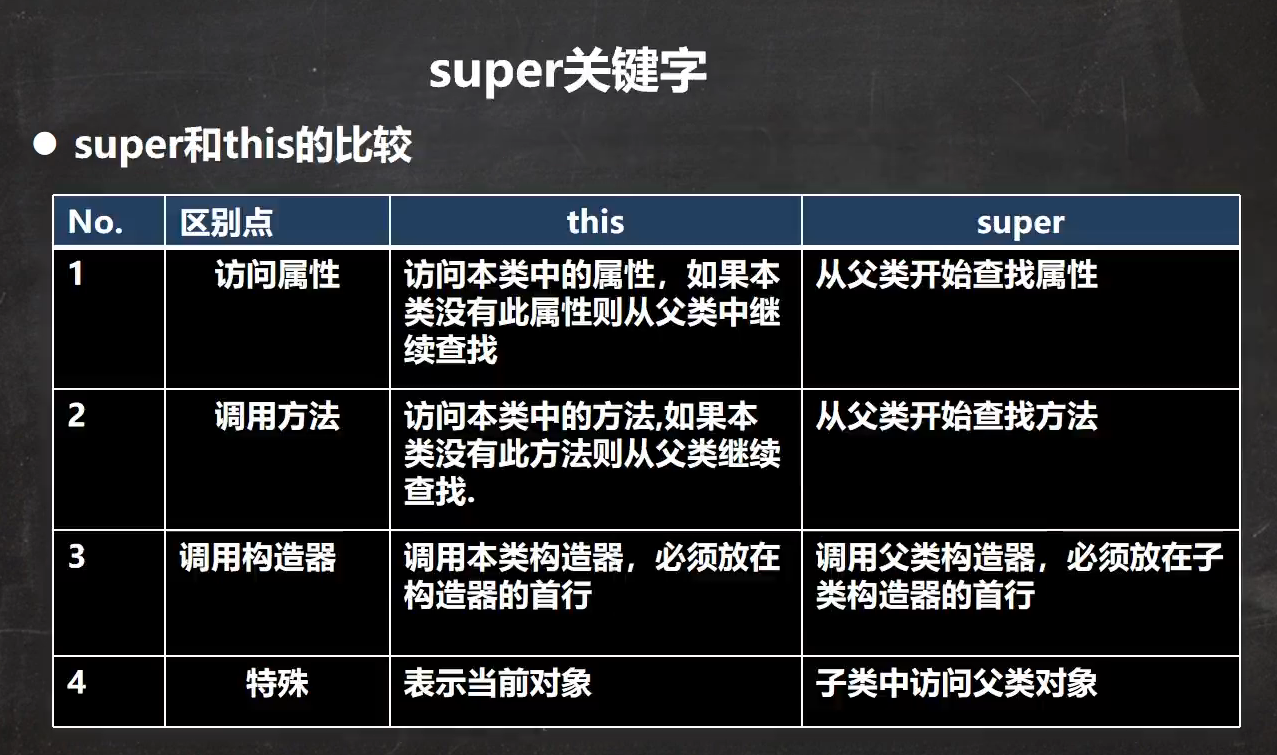 super关键字
● super和this的比较
No. 区别点 this super
1 访问属性 访问本类中的属性，如果本 从父类开始查找属性
类没有此属性则从父类中继
续查找
2 调用方法 访问本类中的方法,如果本 从父类开始查找方法
类没有此方法则从父类继续
查找.
3 调用构造器 调用本类构造器，必须放在 调用父类构造器，必须放在子
构造器的首行 类构造器的首行
4 特殊 表示当前对象 子类中访问父类对象